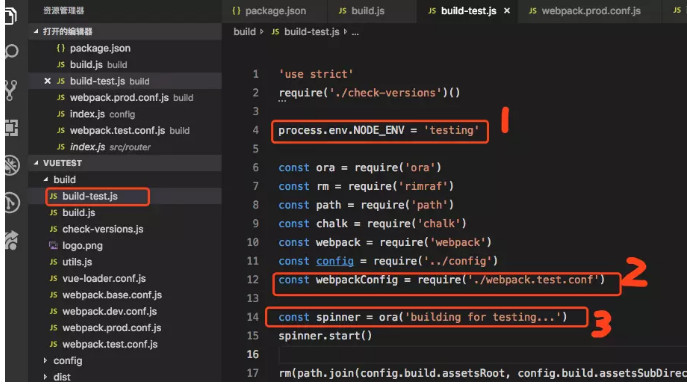 资源管理器
打开的编辑器
{ } package.json
JS build.js build
× JS build-test.js build
JS webpack.prod.conf.js build
JS index.js config
JS webpack.test.conf.js build
JS index.js src/router
VUETEST
build
JS build-test.js
JS build.js
JS check-versions.js
logo.png
JS utils.js
JS vue-loader.conf.js
JS webpack.base.conf.js
JS webpack.dev.conf.js
JS webpack.prod.conf.js
JS webpack.test.conf.js
config
dist
{ } package.json
JS build.js
JS build-test.js ×
JS webpack.prod.conf.js
JS
build › JS build-test.js › ...
1 'use strict'
2 require('./check-versions')()
3
4 process.env.NODE_ENV = 'testing'
1
5
6 const ora = require('ora')
7 const rm = require('rimraf')
8 const path = require('path')
9 const chalk = require('chalk')
10 const webpack = require('webpack')
11 const config = require('../config')
12 const webpackConfig = require('./webpack.test.conf')
2
13
14 const spinner = ora('building for testing...')
3
15 spinner.start()
16
17 rm(path.join(config.build.assetsRoot, config.build.assetsSubDirec